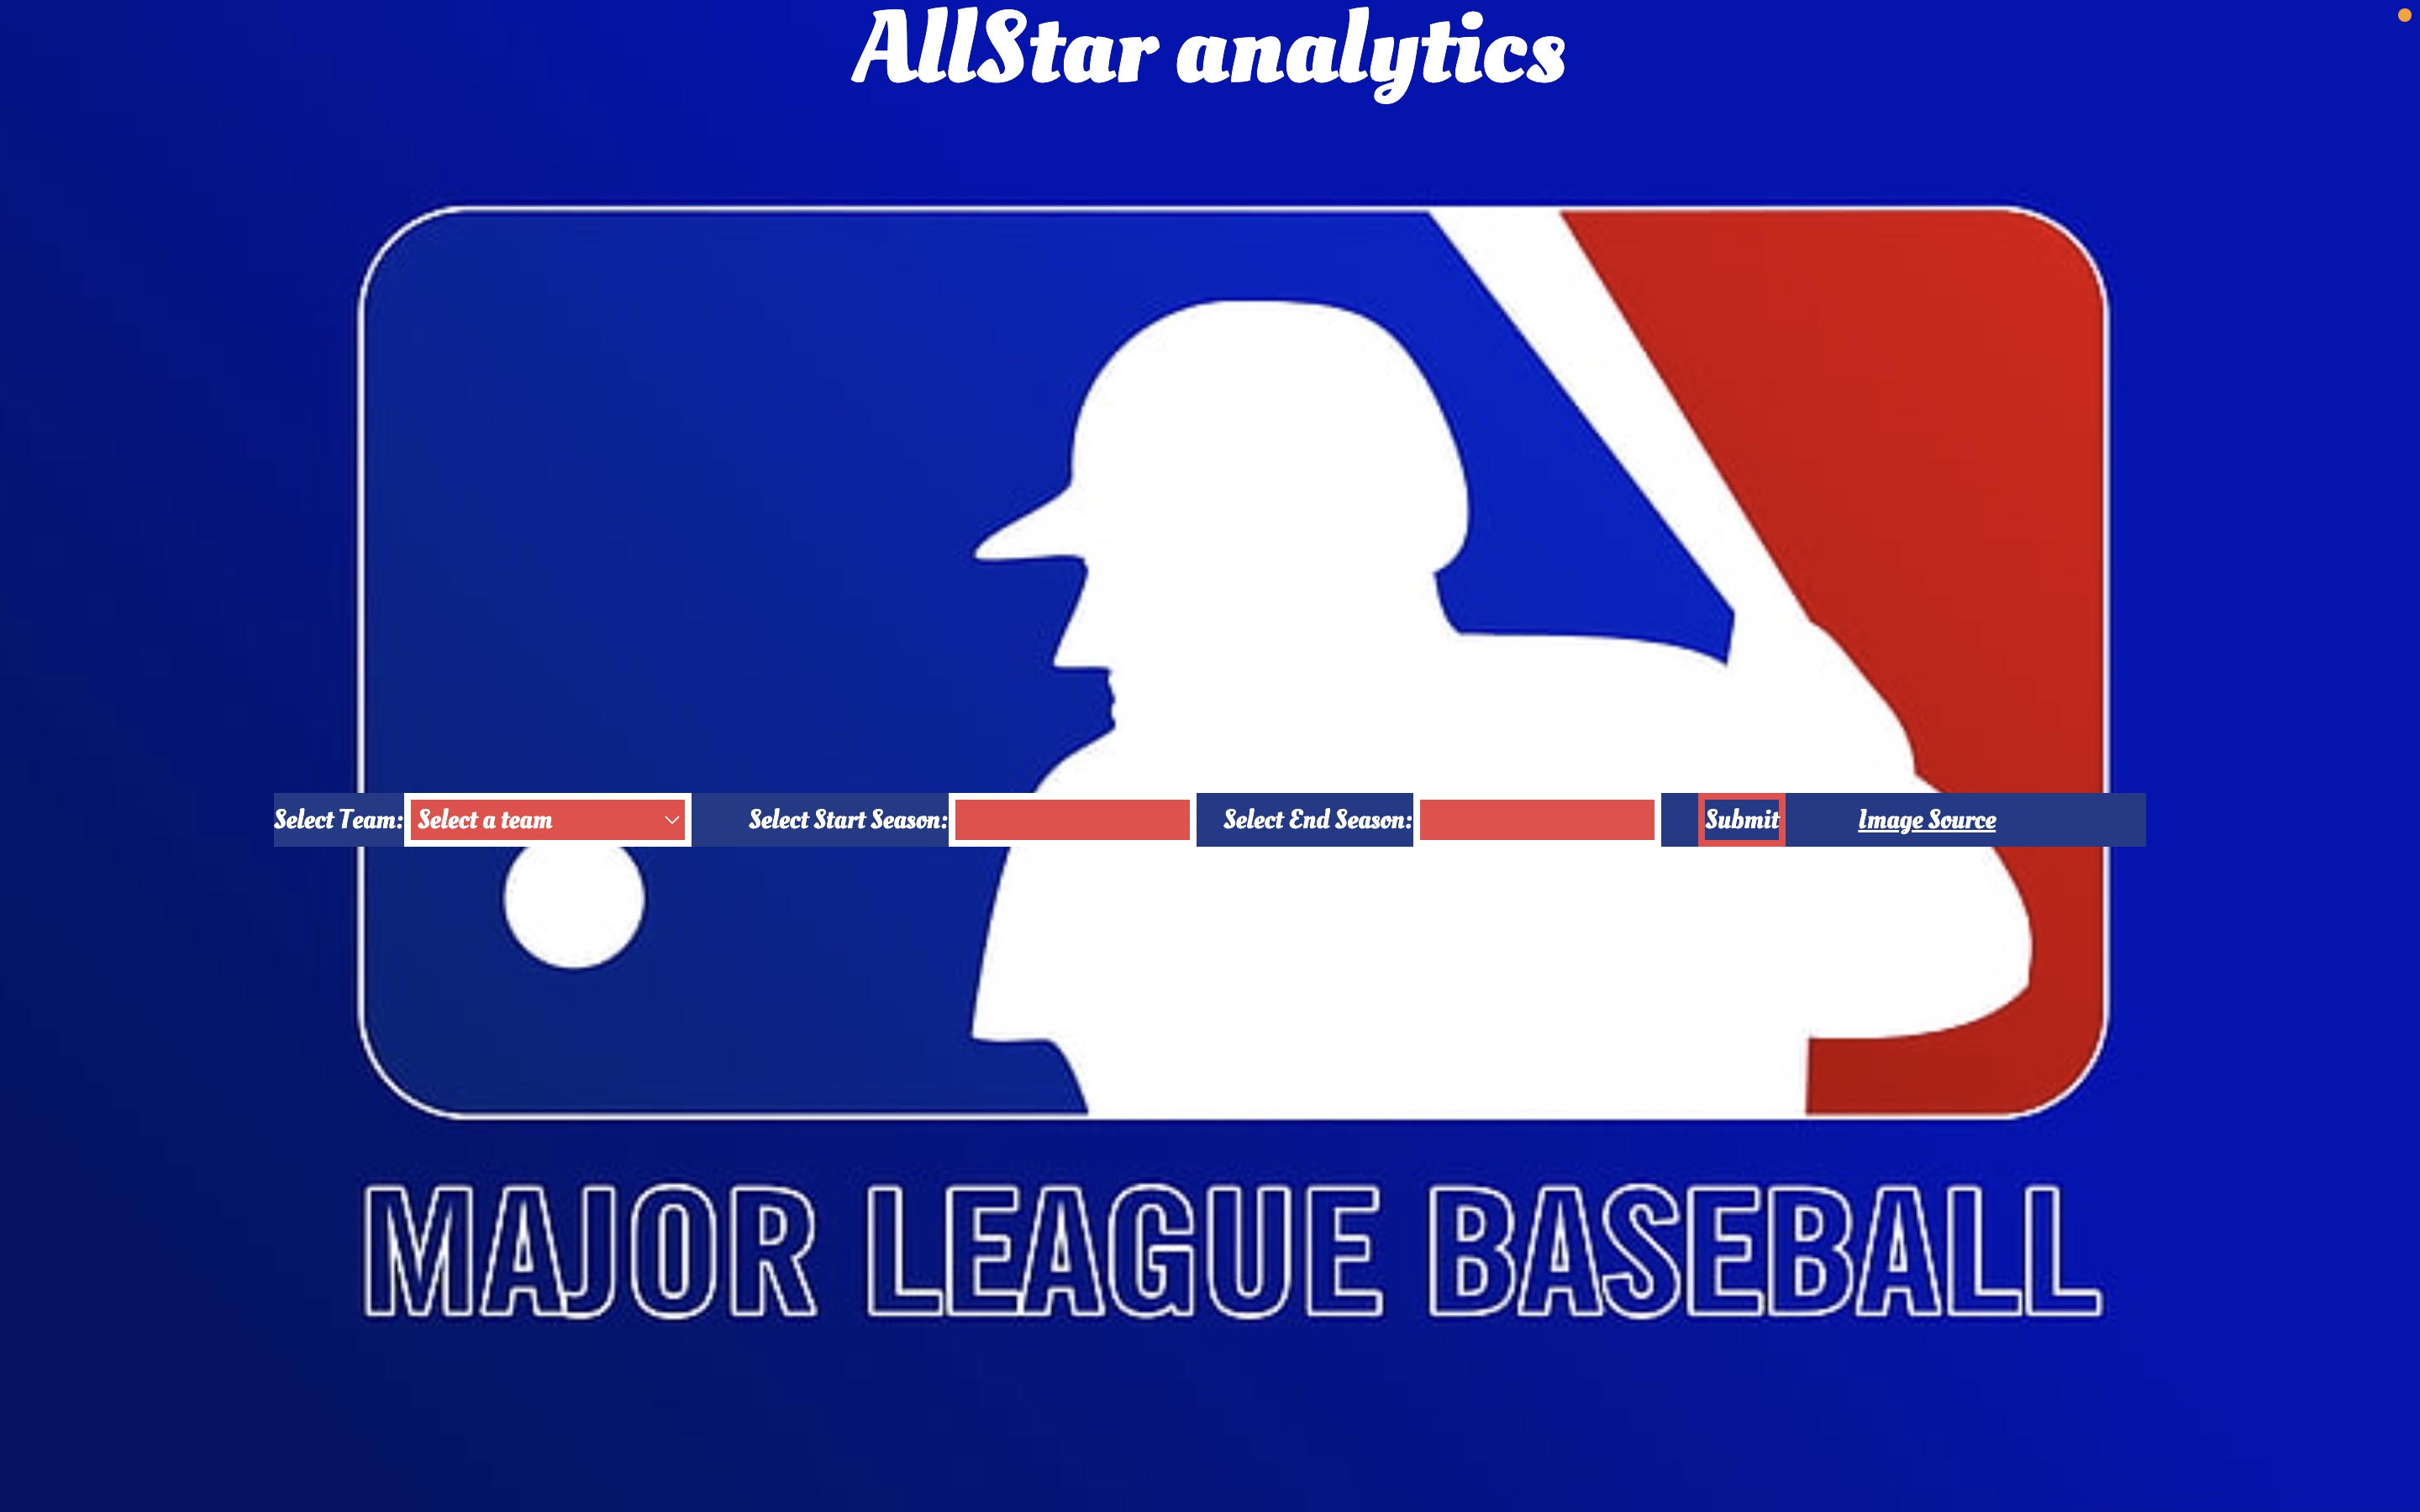 AllStar analytics
Select Team: Select a team Select Start Season: Select End Season: Submit Image Source
MAJOR LEAGUE BASEBALL